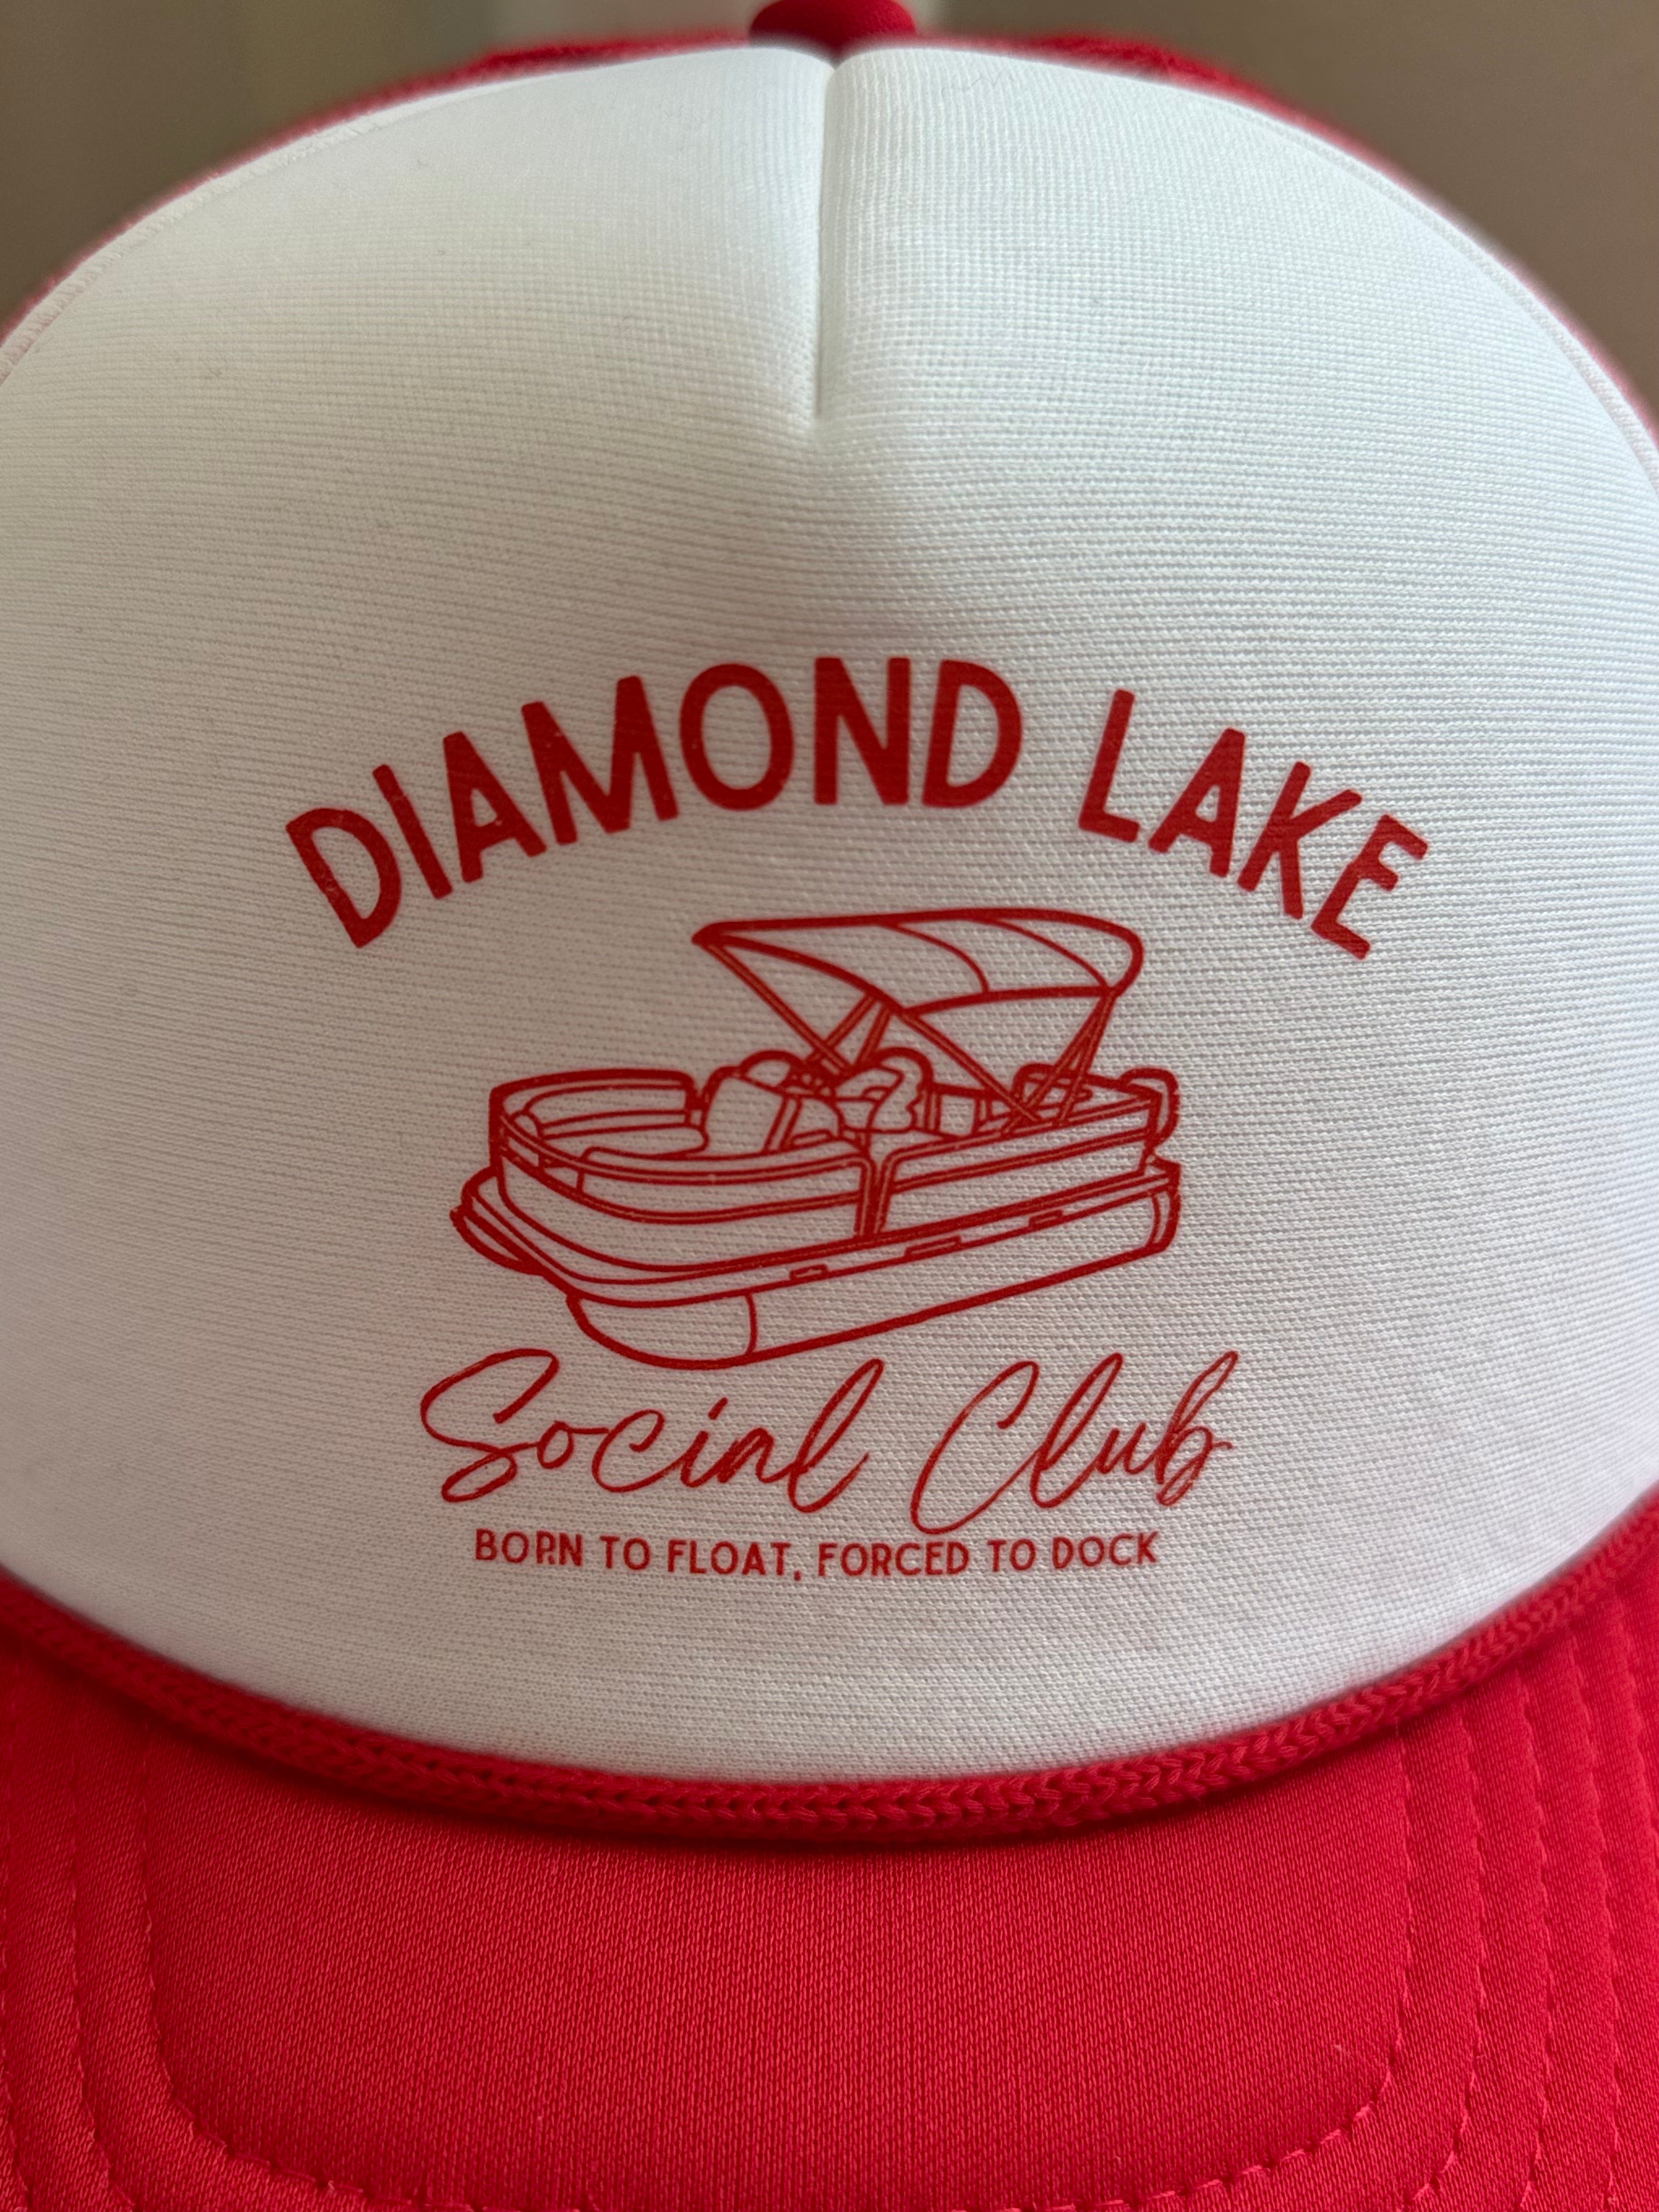 DIAMOND LAKE
Social Club
BORN TO FLOAT, FORCED TO DOCK